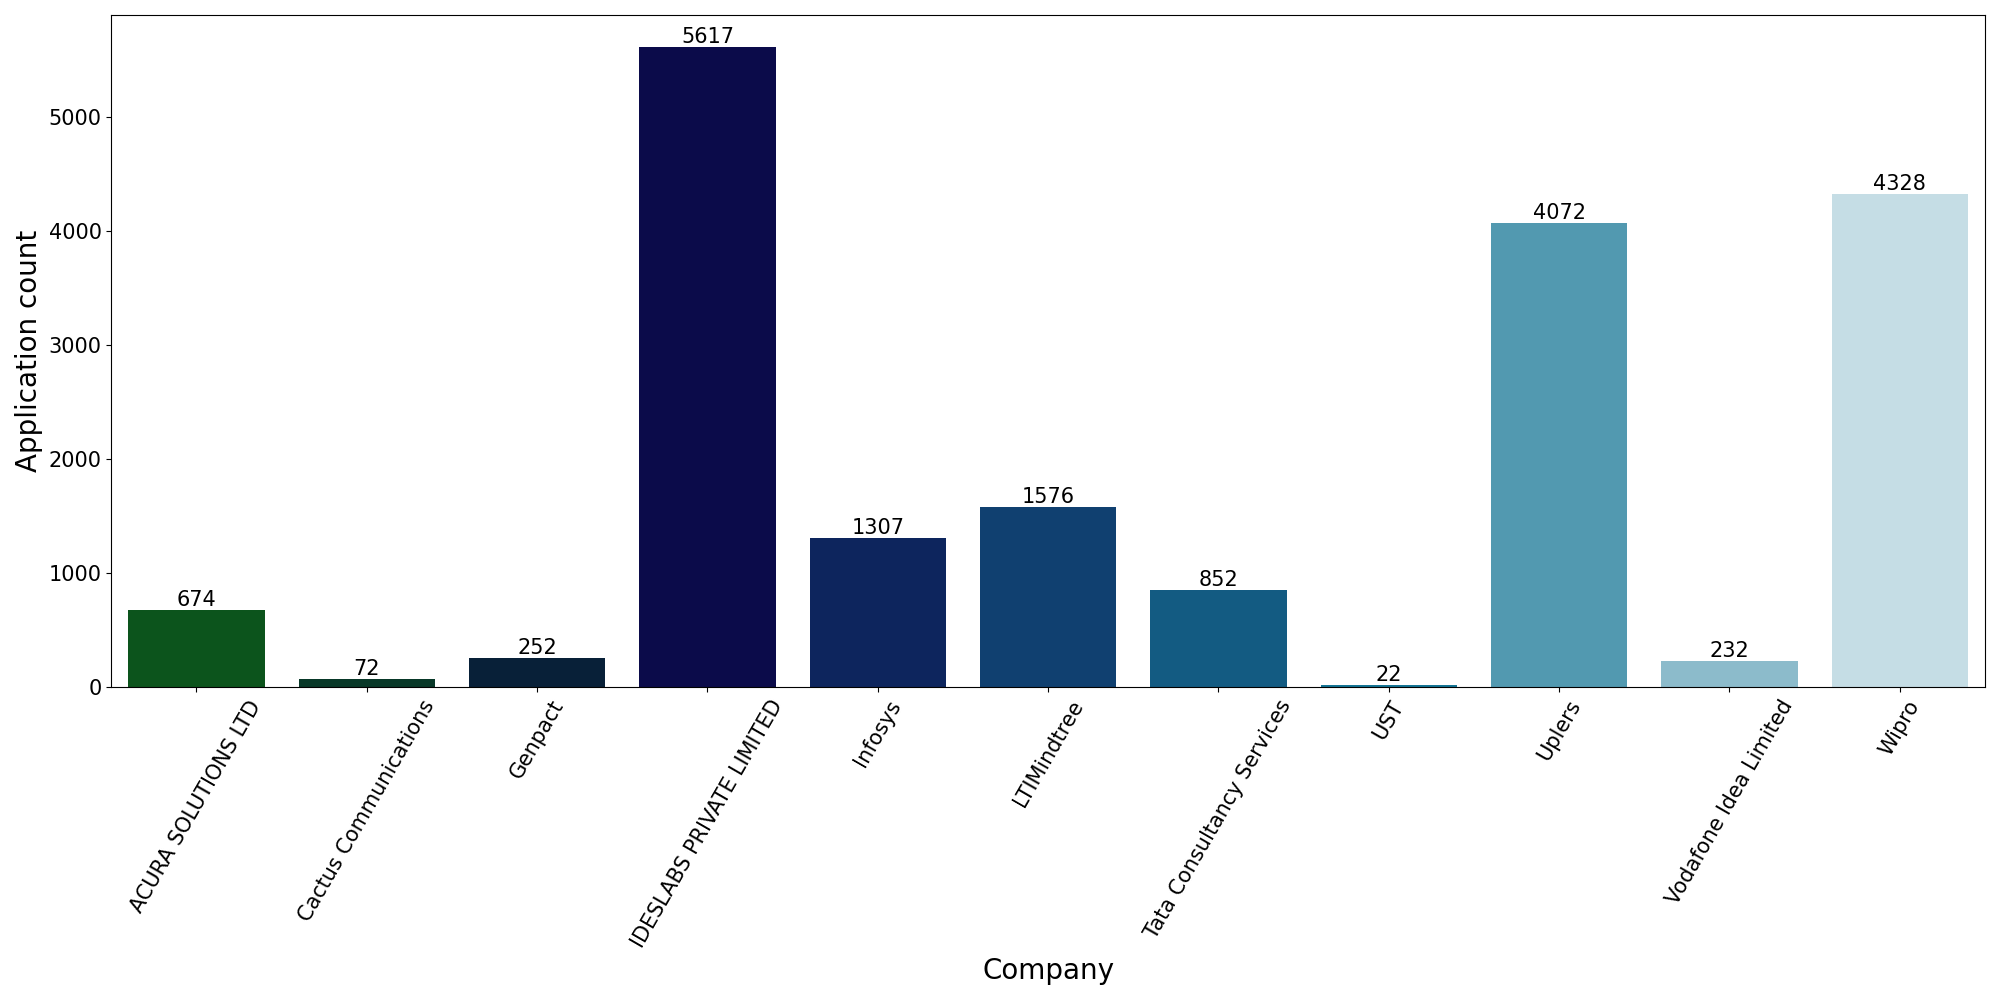 Application count
5000
4000
3000
2000
1000
0
674
72
252
5617
1307
1576
852
22
4072
232
4328
ACURA SOLUTIONS LTD
Cactus Communications
Genpact
IDESLABS PRIVATE LIMITED
Infosys
LTIMindtree
Tata Consultancy Services
UST
Uplers
Vodafone Idea Limited
Wipro
Company